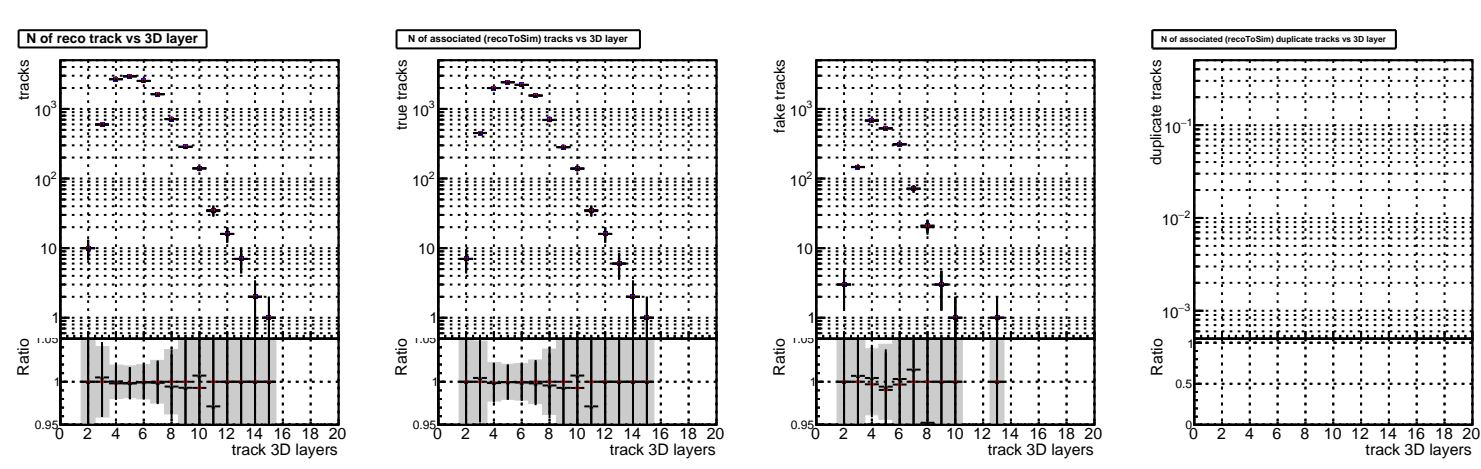 N of reco track vs 3D layer
tracks
10³
10²
10
1
Ratio
1.05
1
0.95
0 2 4 6 8 10 12 14 16 18 20
track 3D layers
N of associated (recoToSim) tracks vs 3D layer
true tracks
10³
10²
10
1
Ratio
1.05
1
0.95
0 2 4 6 8 10 12 14 16 18 20
track 3D layers
fake tracks
10³
10²
10
1
Ratio
1.05
1
0.95
0 2 4 6 8 10 12 14 16 18 20
track 3D layers
N of associated (recoToSim) duplicate tracks vs 3D layer
duplicate tracks
10⁻¹
10⁻²
10⁻³
Ratio
1
0.5
0
0 2 4 6 8 10 12 14 16 18 20
track 3D layers